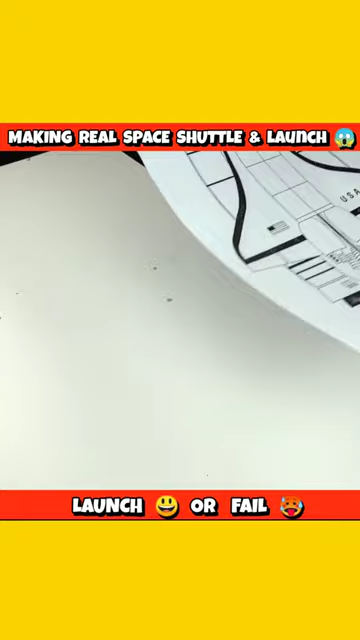 MAKING REAL SPACE SHUTTLE & LAUNCH 😱
USA
LAUNCH 😃 OR FAIL 🥵